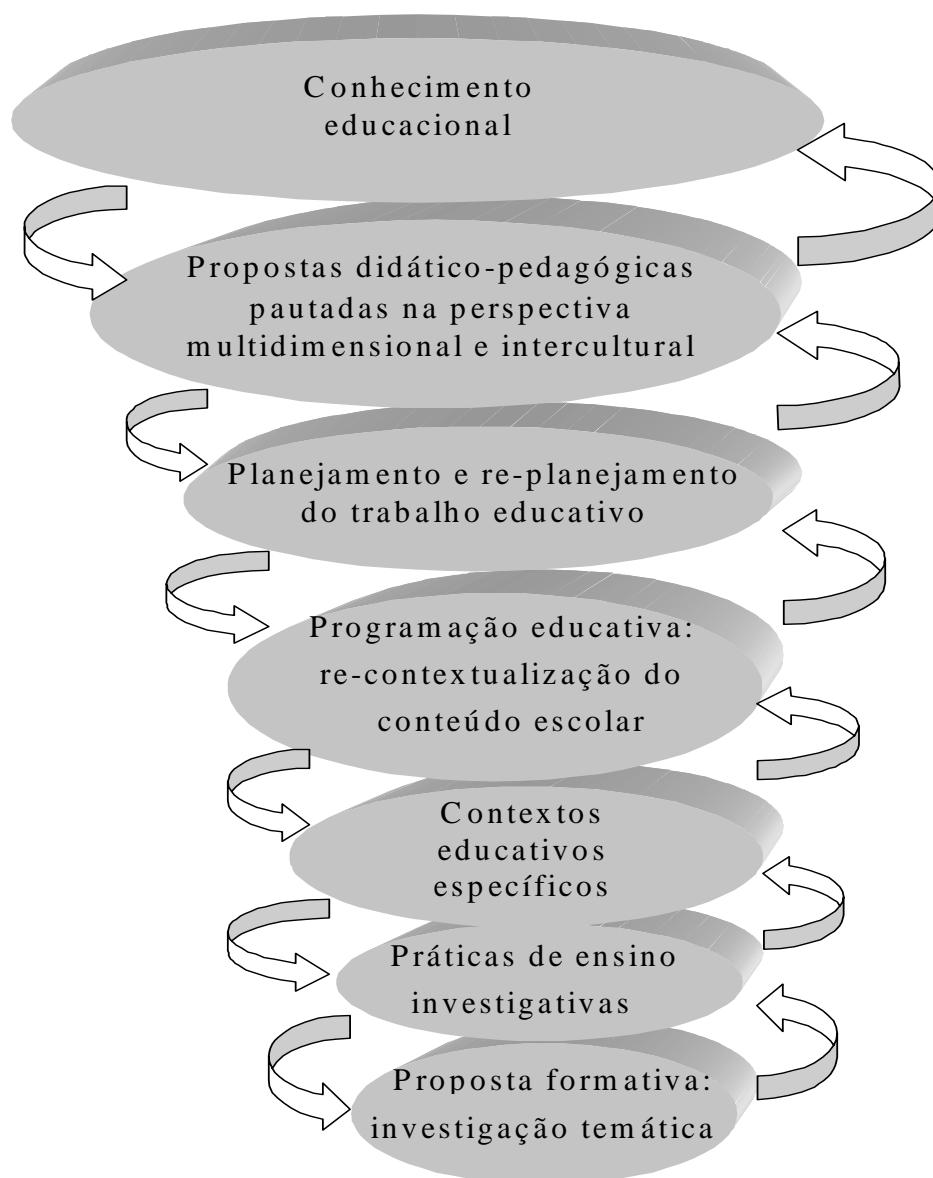 Conhecimento
educacional
Propostas didático-pedagógicas
pautadas na perspectiva
multidimensional e intercultural
Planejamento e re-planejamento
do trabalho educativo
Programação educativa:
re-contextualização do
conteúdo escolar
Contextos
educativos
específicos
Práticas de ensino
investigativas
Proposta formativa:
investigação temática